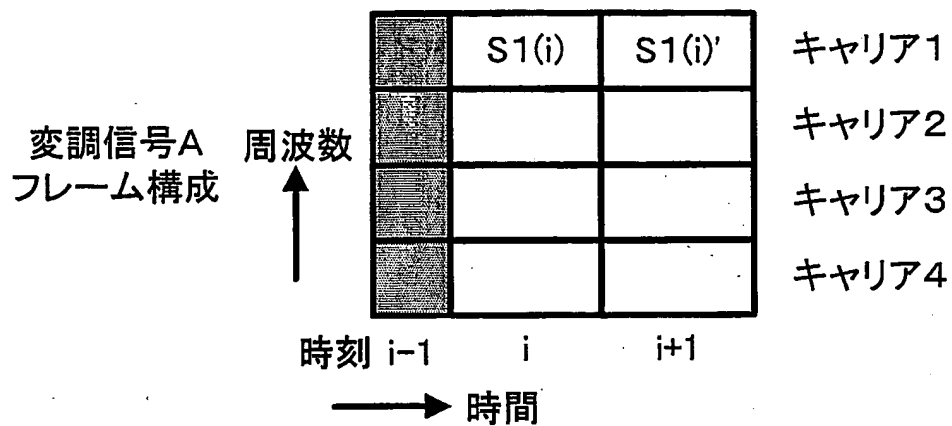 S1(i) S1(i)' キャリア1
キャリア2
変調信号A
フレーム構成
周波数
キャリア3
キャリア4
時刻 i-1 i i+1
時間